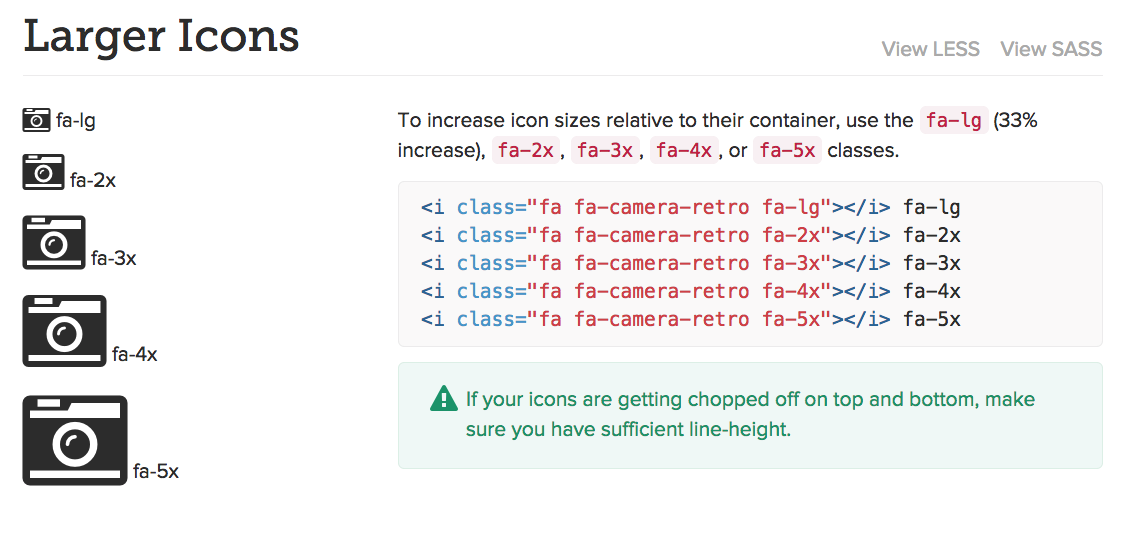 Larger Icons
View LESS View SASS
fa-lg
fa-2x
fa-3x
fa-4x
fa-5x
To increase icon sizes relative to their container, use the fa-lg (33%
increase), fa-2x , fa-3x , fa-4x , or fa-5x classes.
<i class="fa fa-camera-retro fa-lg"></i> fa-lg
<i class="fa fa-camera-retro fa-2x"></i> fa-2x
<i class="fa fa-camera-retro fa-3x"></i> fa-3x
<i class="fa fa-camera-retro fa-4x"></i> fa-4x
<i class="fa fa-camera-retro fa-5x"></i> fa-5x
If your icons are getting chopped off on top and bottom, make
sure you have sufficient line-height.